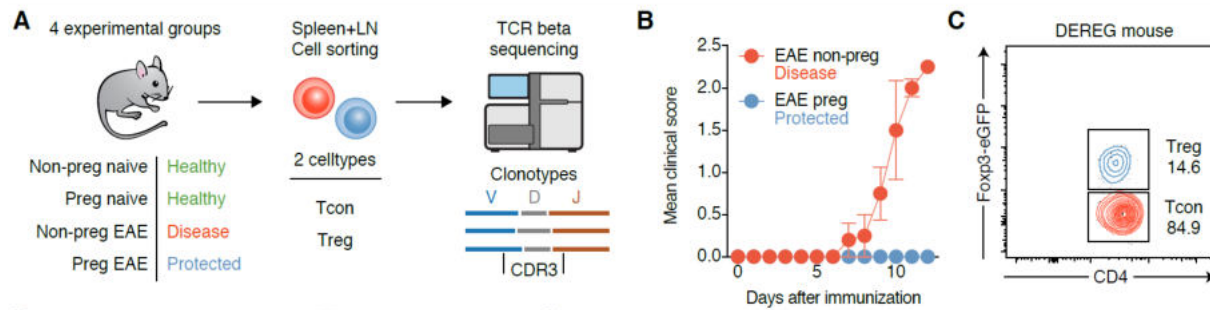 A
4 experimental groups
Spleen+LN
Cell sorting
TCR beta
sequencing
2 celltypes
Non-preg naive Healthy
Preg naive Healthy
Non-preg EAE Disease
Preg EAE Protected
Tcon
Treg
Clonotypes
V D J
CDR3
B
Mean clinical score
2.5
2.0
1.5
1.0
0.5
0.0
EAE non-preg
Disease
EAE preg
Protected
0 5 10
Days after immunization
C
DEREG mouse
Foxp3-eGFP
Treg
14.6
Tcon
84.9
CD4